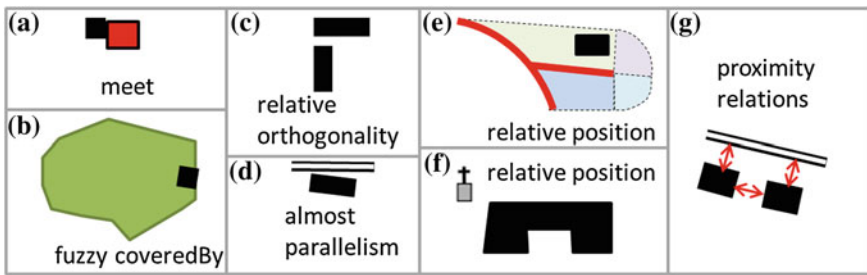 (a)
meet
(b)
fuzzy coveredBy
(c)
relative
orthogonality
(d)
almost
parallelism
(e)
relative position
(f)
relative position
(g)
proximity
relations